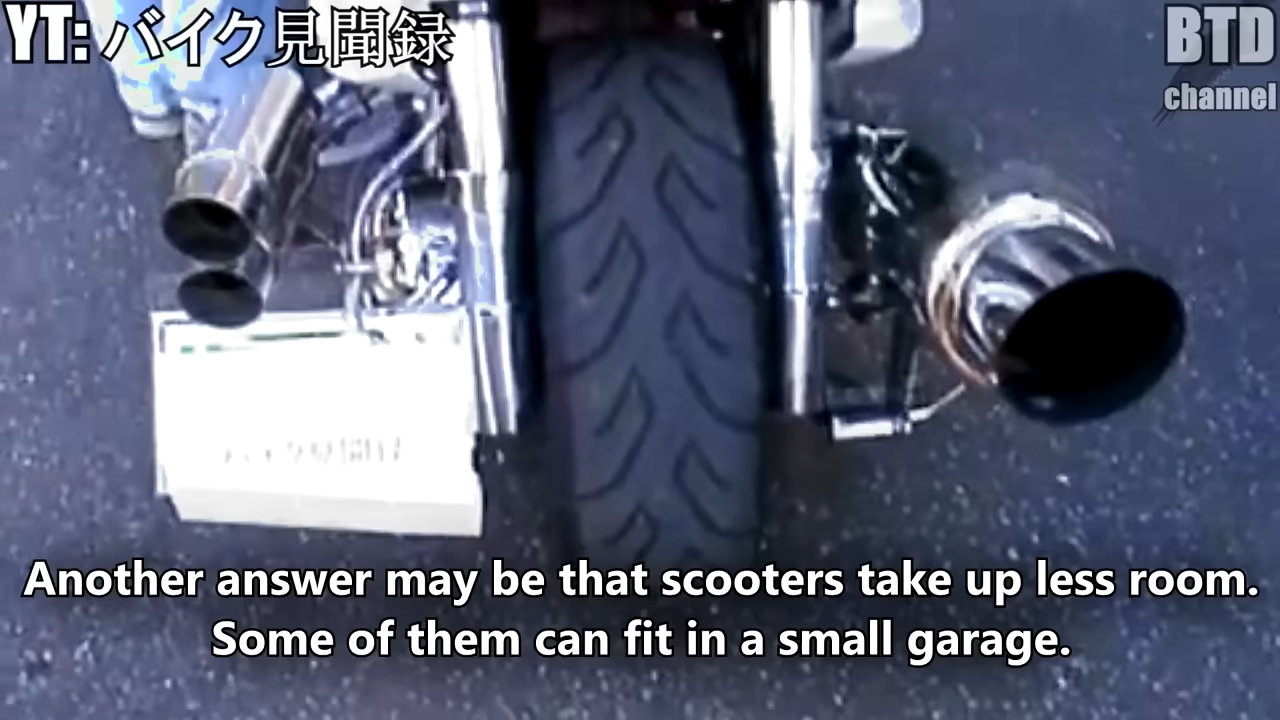 YT: バイク見聞録
BTD
channel
Another answer may be that scooters take up less room.
Some of them can fit in a small garage.